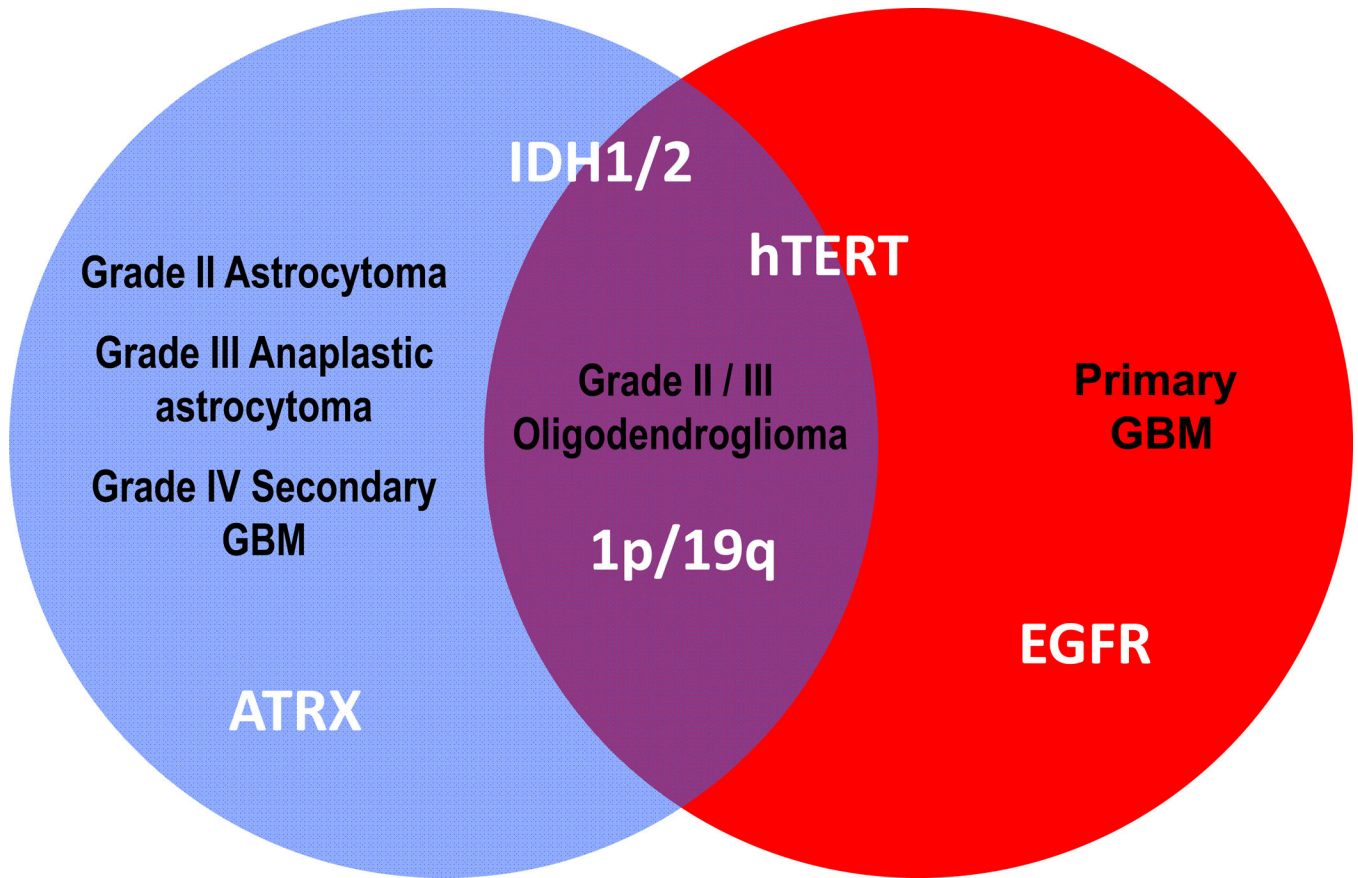 IDH1/2
hTERT
Grade II Astrocytoma
Grade III Anaplastic
astrocytoma
Grade IV Secondary
GBM
ATRX
Grade II / III
Oligodendroglioma
1p/19q
Primary
GBM
EGFR